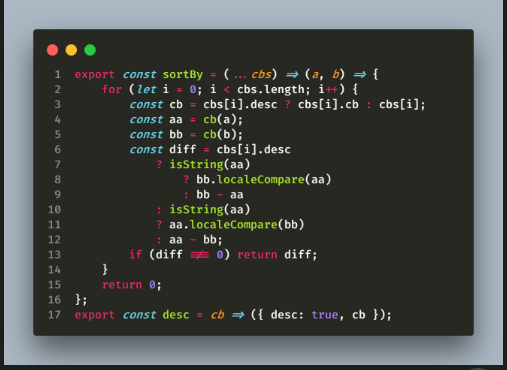 1 export const sortBy = (...cbs) => (a, b) => {
2     for (let i = 0; i < cbs.length; i++) {
3         const cb = cbs[i].desc ? cbs[i].cb : cbs[i];
4         const aa = cb(a);
5         const bb = cb(b);
6         const diff = cbs[i].desc
7             ? isString(aa)
8                 ? bb.localeCompare(aa)
9                 : bb - aa
10             : isString(aa)
11             ? aa.localeCompare(bb)
12             : aa - bb;
13         if (diff !== 0) return diff;
14     }
15     return 0;
16 };
17 export const desc = cb => ({ desc: true, cb });